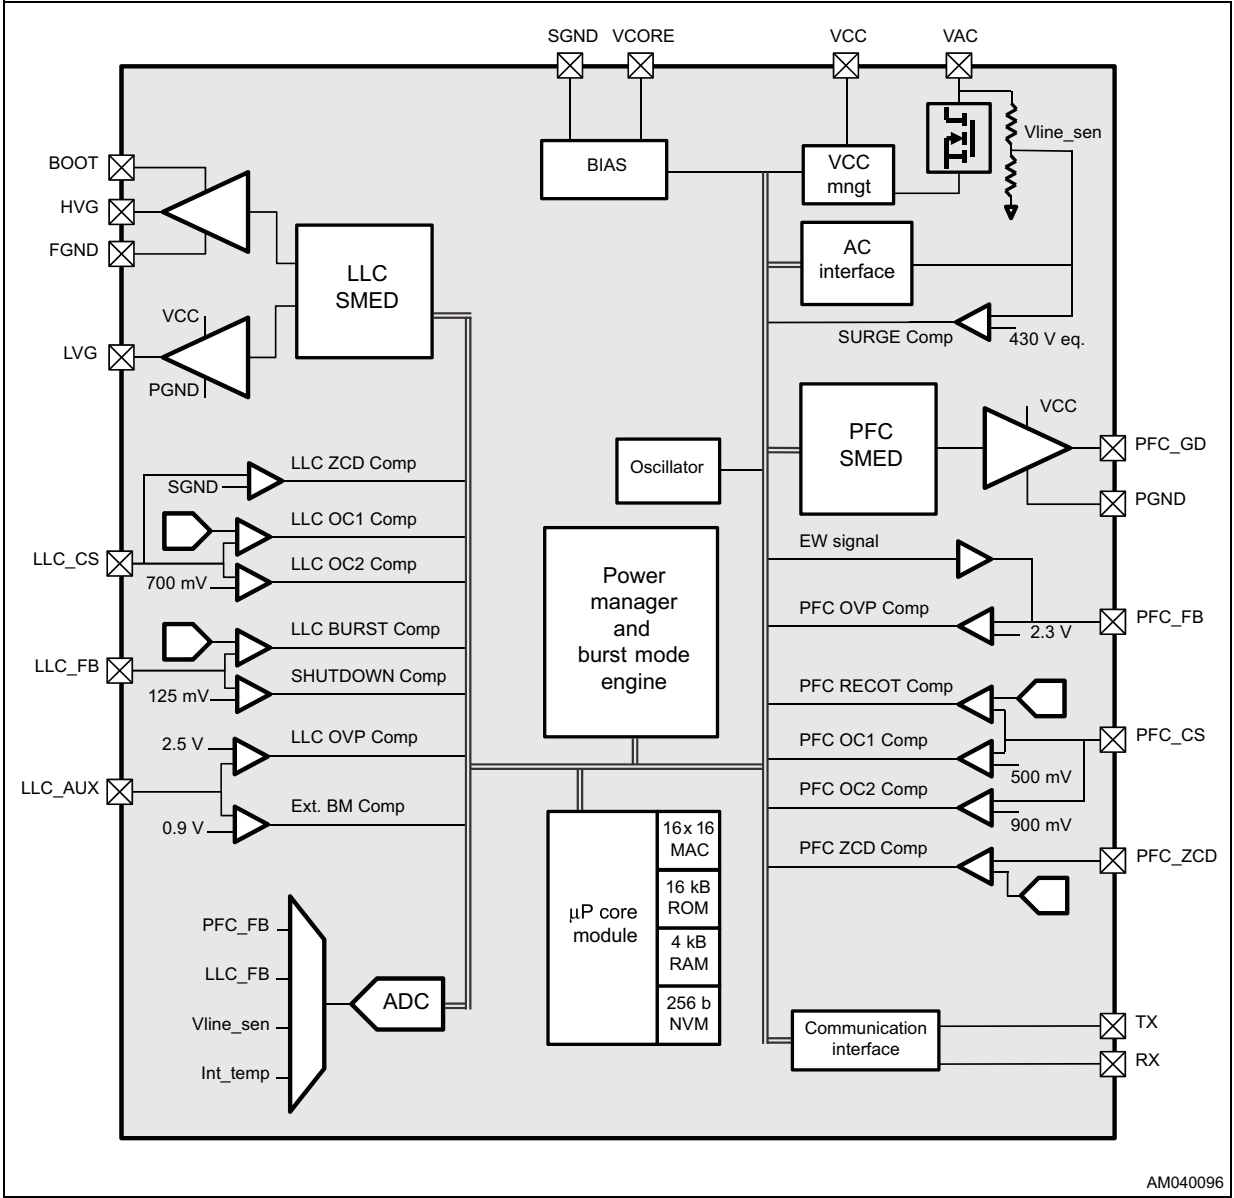 SGND VCORE VCC VAC
BOOT
HVG
FGND
LLC
SMED
VCC
LVG
PGND
BIAS
VCC
mngt
Vline_sen
AC
interface
SURGE Comp
430 V eq.
PFC
SMED
VCC
PFC_GD
PGND
Oscillator
LLC ZCD Comp
SGND
LLC OC1 Comp
LLC_CS
LLC OC2 Comp
700 mV
LLC BURST Comp
LLC_FB
SHUTDOWN Comp
125 mV
LLC OVP Comp
2.5 V
LLC_AUX
Ext. BM Comp
0.9 V
Power
manager
and
burst mode
engine
EW signal
PFC OVP Comp
PFC_FB
2.3 V
PFC RECOT Comp
PFC_CS
PFC OC1 Comp
500 mV
PFC OC2 Comp
900 mV
PFC ZCD Comp
PFC_ZCD
μP core
module
16x 16
MAC
16 kB
ROM
4 kB
RAM
256 b
NVM
PFC_FB
LLC_FB
Vline_sen
Int_temp
ADC
Communication
interface
TX
RX
AM040096